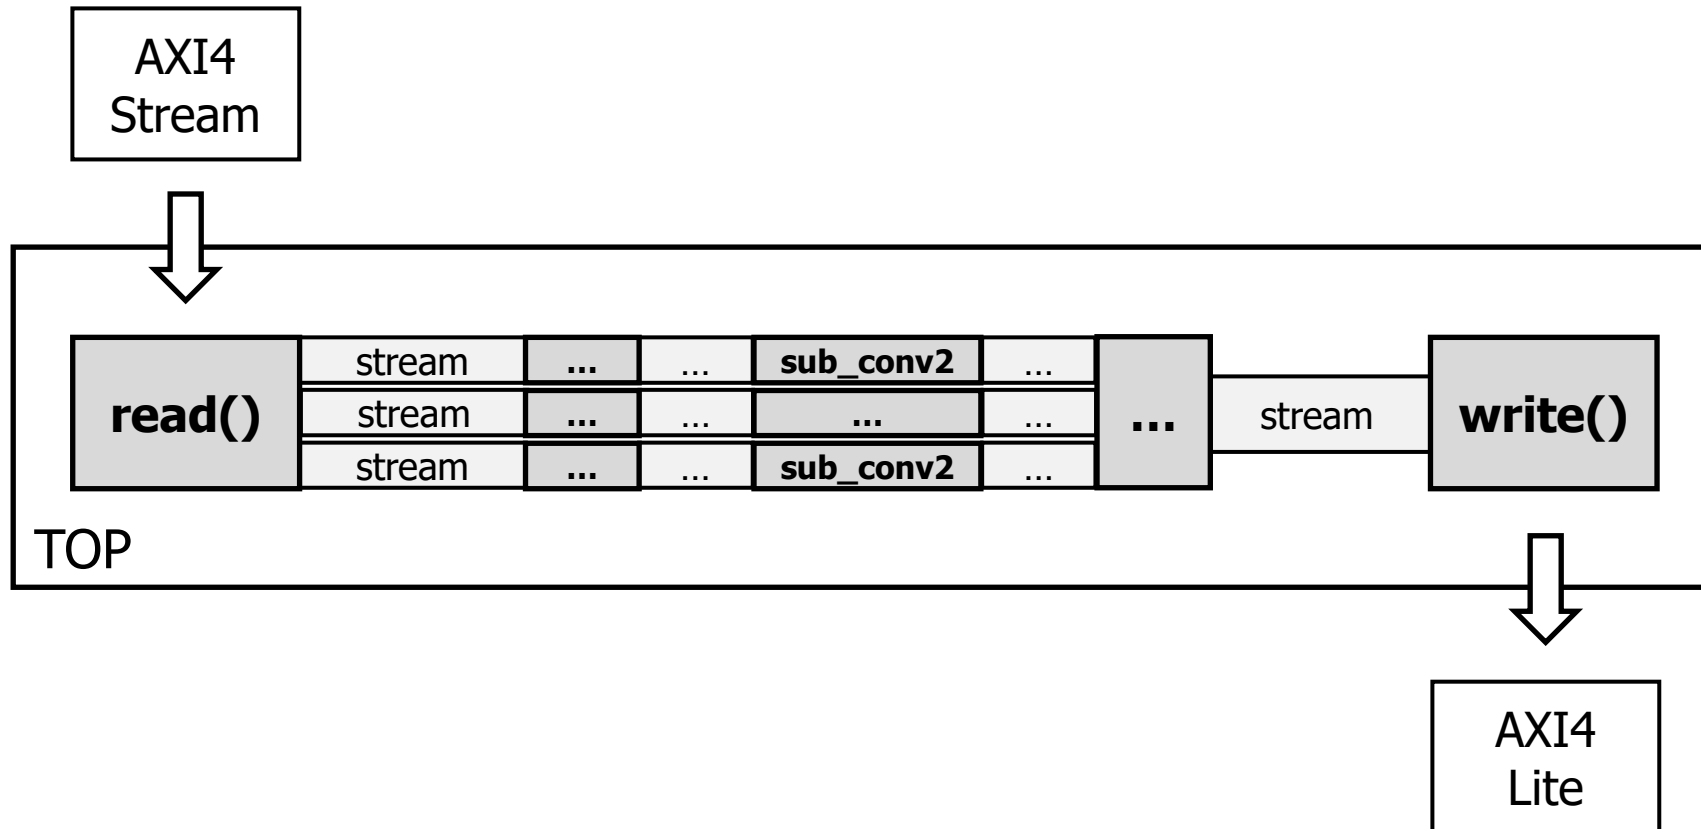 AXI4
Stream
stream ... ... sub_conv2 ...
read() stream ... ... ... ... ... stream write()
stream ... ... sub_conv2 ...
TOP
AXI4
Lite